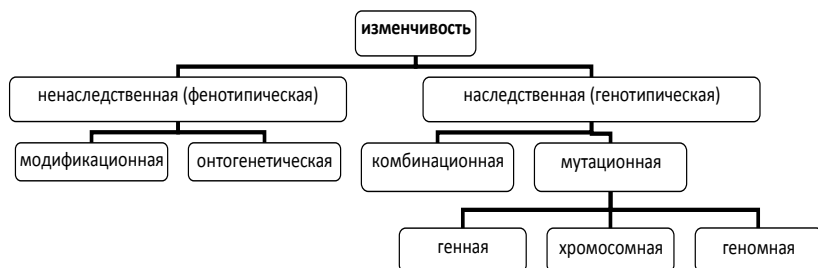 изменчивость
ненаследственная (фенотипическая)
наследственная (генотипическая)
модификационная
онтогенетическая
комбинационная
мутационная
генная
хромосомная
геномная